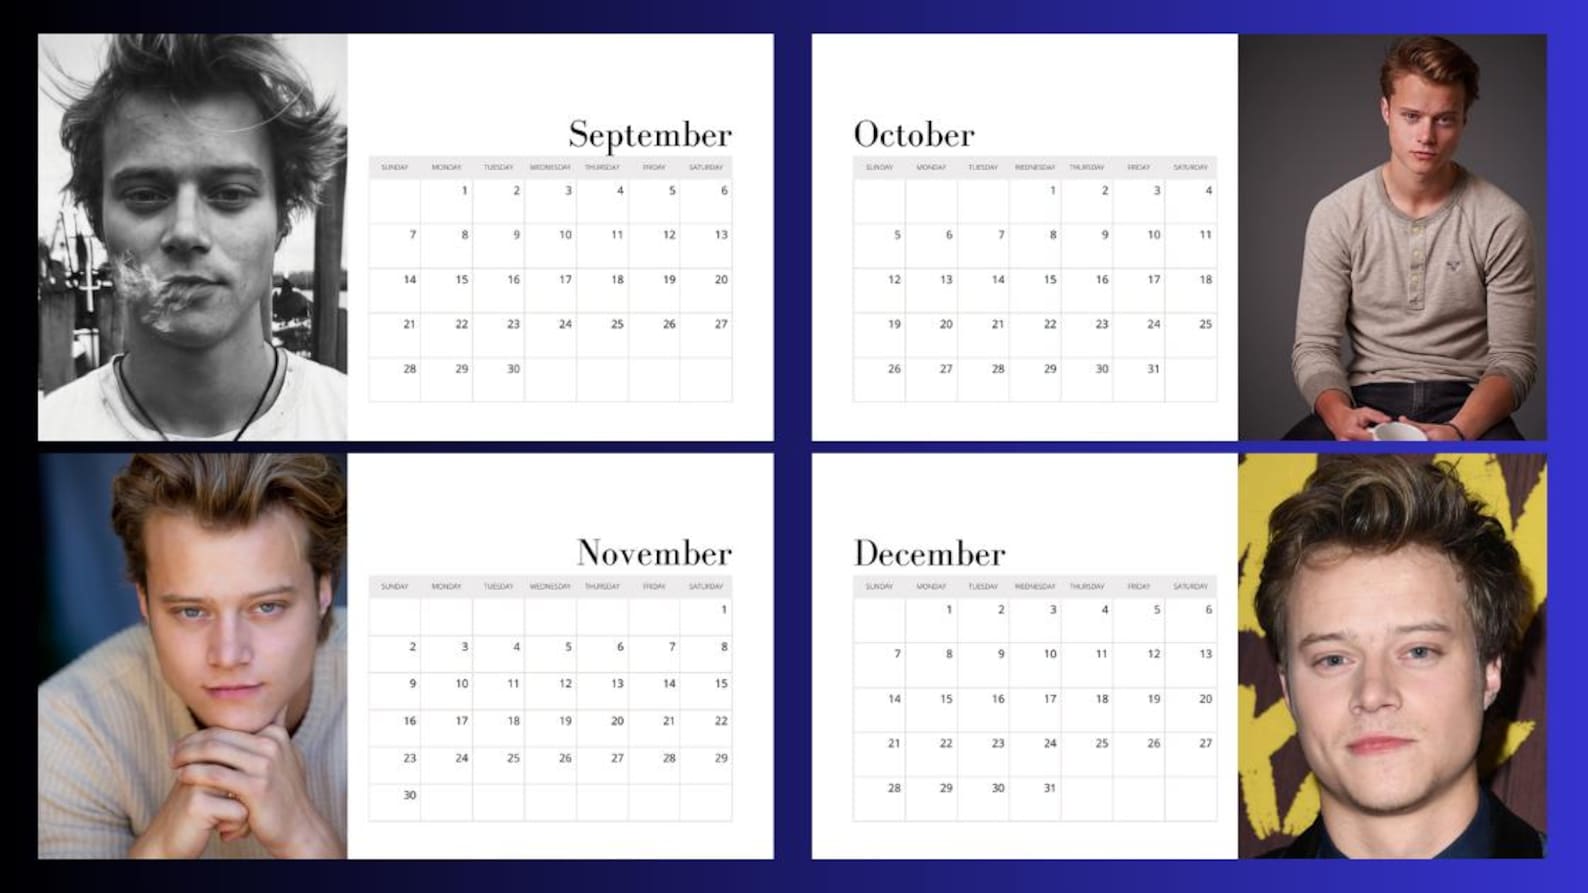 September
SUNDAY MONDAY TUESDAY WEDNESDAY THURSDAY FRIDAY SATURDAY
1 2 3 4 5 6
7 8 9 10 11 12 13
14 15 16 17 18 19 20
21 22 23 24 25 26 27
28 29 30
October
SUNDAY MONDAY TUESDAY WEDNESDAY THURSDAY FRIDAY SATURDAY
1 2 3 4
5 6 7 8 9 10 11
12 13 14 15 16 17 18
19 20 21 22 23 24 25
26 27 28 29 30 31
November
SUNDAY MONDAY TUESDAY WEDNESDAY THURSDAY FRIDAY SATURDAY
1
2 3 4 5 6 7 8
9 10 11 12 13 14 15
16 17 18 19 20 21 22
23 24 25 26 27 28 29
30
December
SUNDAY MONDAY TUESDAY WEDNESDAY THURSDAY FRIDAY SATURDAY
1 2 3 4 5 6
7 8 9 10 11 12 13
14 15 16 17 18 19 20
21 22 23 24 25 26 27
28 29 30 31